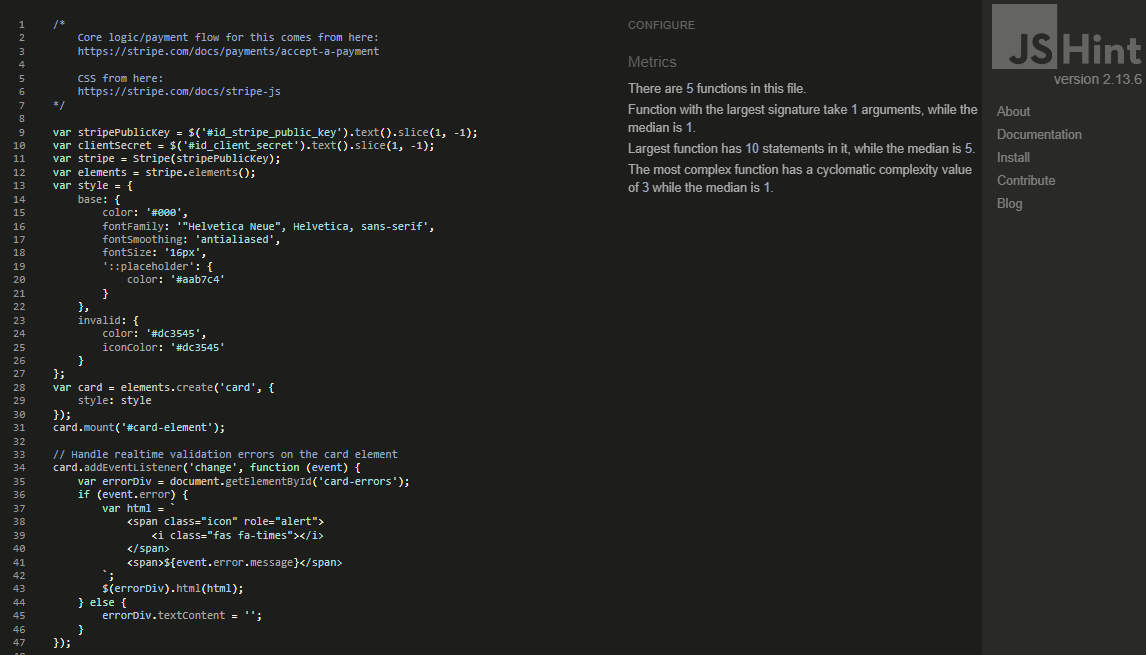 1 /*
2     Core logic/payment flow for this comes from here:
3     https://stripe.com/docs/payments/accept-a-payment
4
5     CSS from here:
6     https://stripe.com/docs/stripe-js
7 */
8
9 var stripePublicKey = $('#id_stripe_public_key').text().slice(1, -1);
10 var clientSecret = $('#id_client_secret').text().slice(1, -1);
11 var stripe = Stripe(stripePublicKey);
12 var elements = stripe.elements();
13 var style = {
14     base: {
15         color: '#000',
16         fontFamily: '"Helvetica Neue", Helvetica, sans-serif',
17         fontSmoothing: 'antialiased',
18         fontSize: '16px',
19         '::placeholder': {
20             color: '#aab7c4'
21         }
22     },
23     invalid: {
24         color: '#dc3545',
25         iconColor: '#dc3545'
26     }
27 };
28 var card = elements.create('card', {
29     style: style
30 });
31 card.mount('#card-element');
32
33 // Handle realtime validation errors on the card element
34 card.addEventListener('change', function (event) {
35     var errorDiv = document.getElementById('card-errors');
36     if (event.error) {
37         var html = `
38             <span class="icon" role="alert">
39                 <i class="fas fa-times"></i>
40             </span>
41             <span>${event.error.message}</span>
42         `;
43         $(errorDiv).html(html);
44     } else {
45         errorDiv.textContent = '';
46     }
47 });
CONFIGURE
Metrics
There are 5 functions in this file.
Function with the largest signature take 1 arguments, while the
median is 1.
Largest function has 10 statements in it, while the median is 5.
The most complex function has a cyclomatic complexity value
of 3 while the median is 1.
JSHint
version 2.13.6
About
Documentation
Install
Contribute
Blog